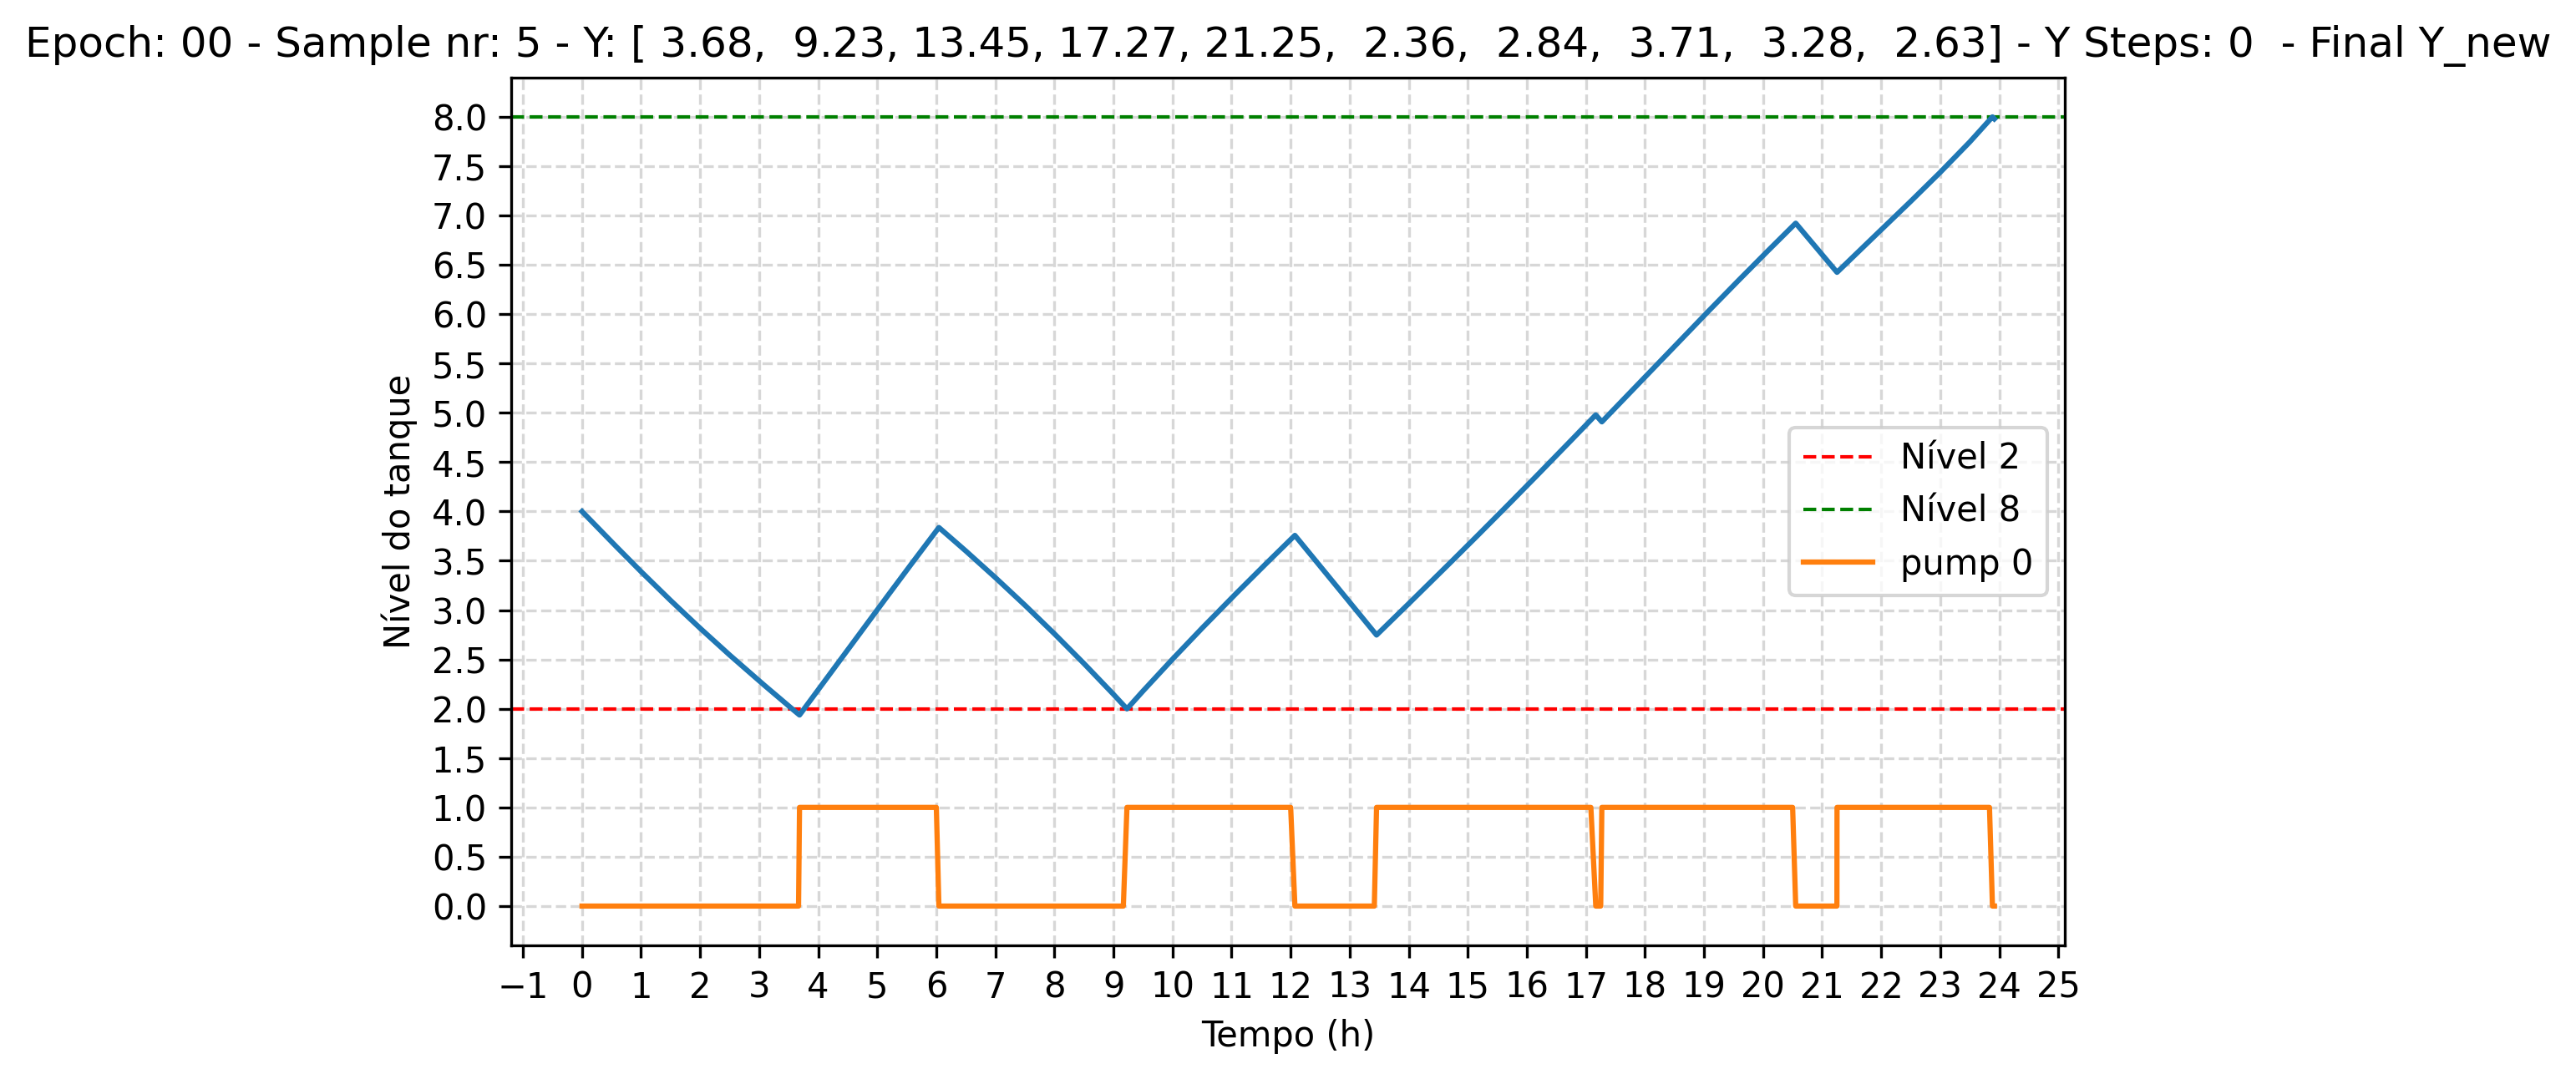 Epoch: 00 - Sample nr: 5 - Y: [ 3.68,  9.23, 13.45, 17.27, 21.25,  2.36,  2.84,  3.71,  3.28,  2.63] - Y Steps: 0  - Final Y_new
8.0
7.5
7.0
6.5
6.0
5.5
5.0
4.5
4.0
3.5
3.0
2.5
2.0
1.5
1.0
0.5
0.0
Nível do tanque
Nível 2
Nível 8
pump 0
−1 0 1 2 3 4 5 6 7 8 9 10 11 12 13 14 15 16 17 18 19 20 21 22 23 24 25
Tempo (h)